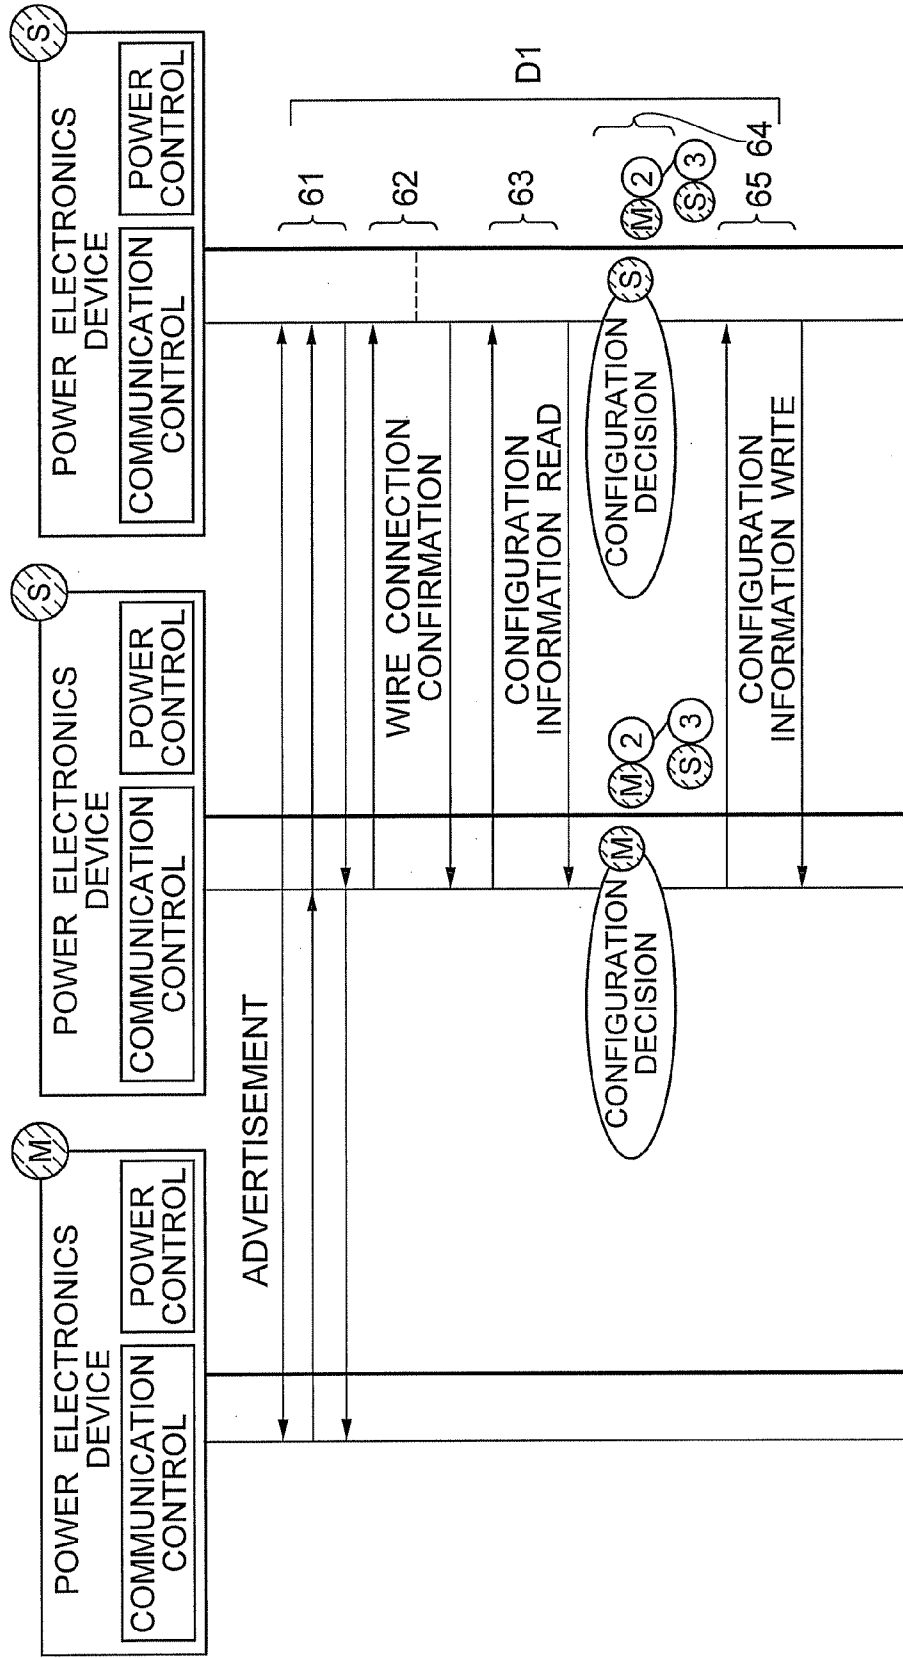 M
POWER ELECTRONICS
DEVICE
COMMUNICATION
CONTROL
POWER
CONTROL
S
POWER ELECTRONICS
DEVICE
COMMUNICATION
CONTROL
POWER
CONTROL
S
POWER ELECTRONICS
DEVICE
COMMUNICATION
CONTROL
POWER
CONTROL
ADVERTISEMENT
61
WIRE CONNECTION
CONFIRMATION
62
CONFIGURATION
INFORMATION READ
63
D1
CONFIGURATION
DECISION
M
M 2
S 3
CONFIGURATION
DECISION
S
M 2
S 3
64
CONFIGURATION
INFORMATION WRITE
65